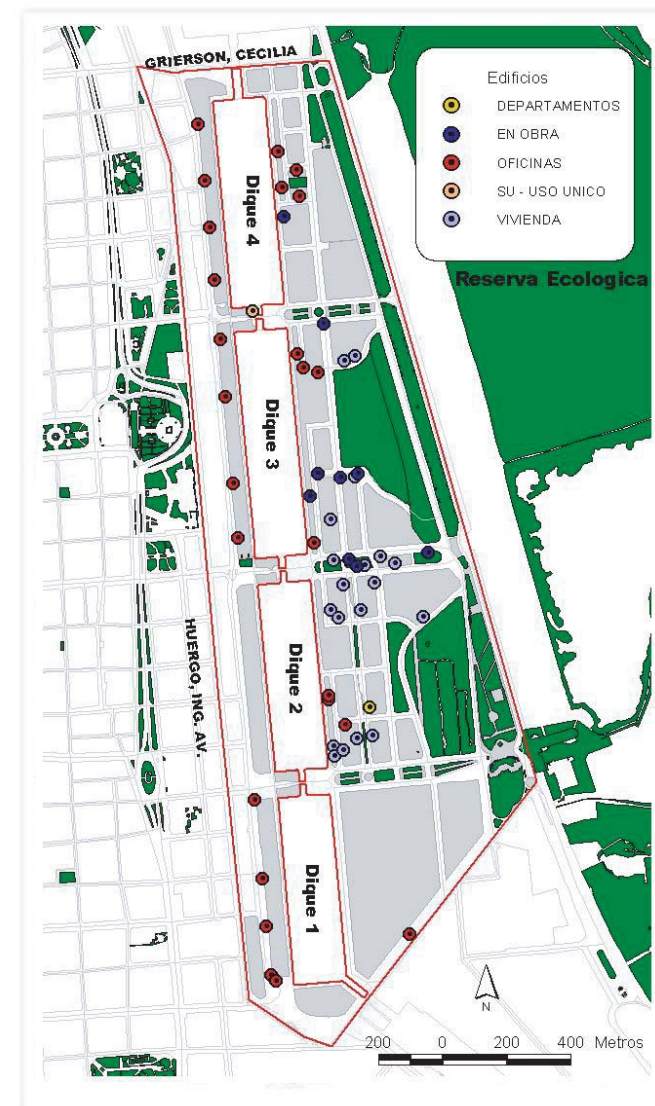 GRIERSON, CECILIA
Edificios
DEPARTAMENTOS
EN OBRA
OFICINAS
SU - USO UNICO
VIVIENDA
Reserva Ecologica
Dique 4
Dique 3
HUERGO, ING. AV.
Dique 2
Dique 1
N
200 0 200 400 Metros